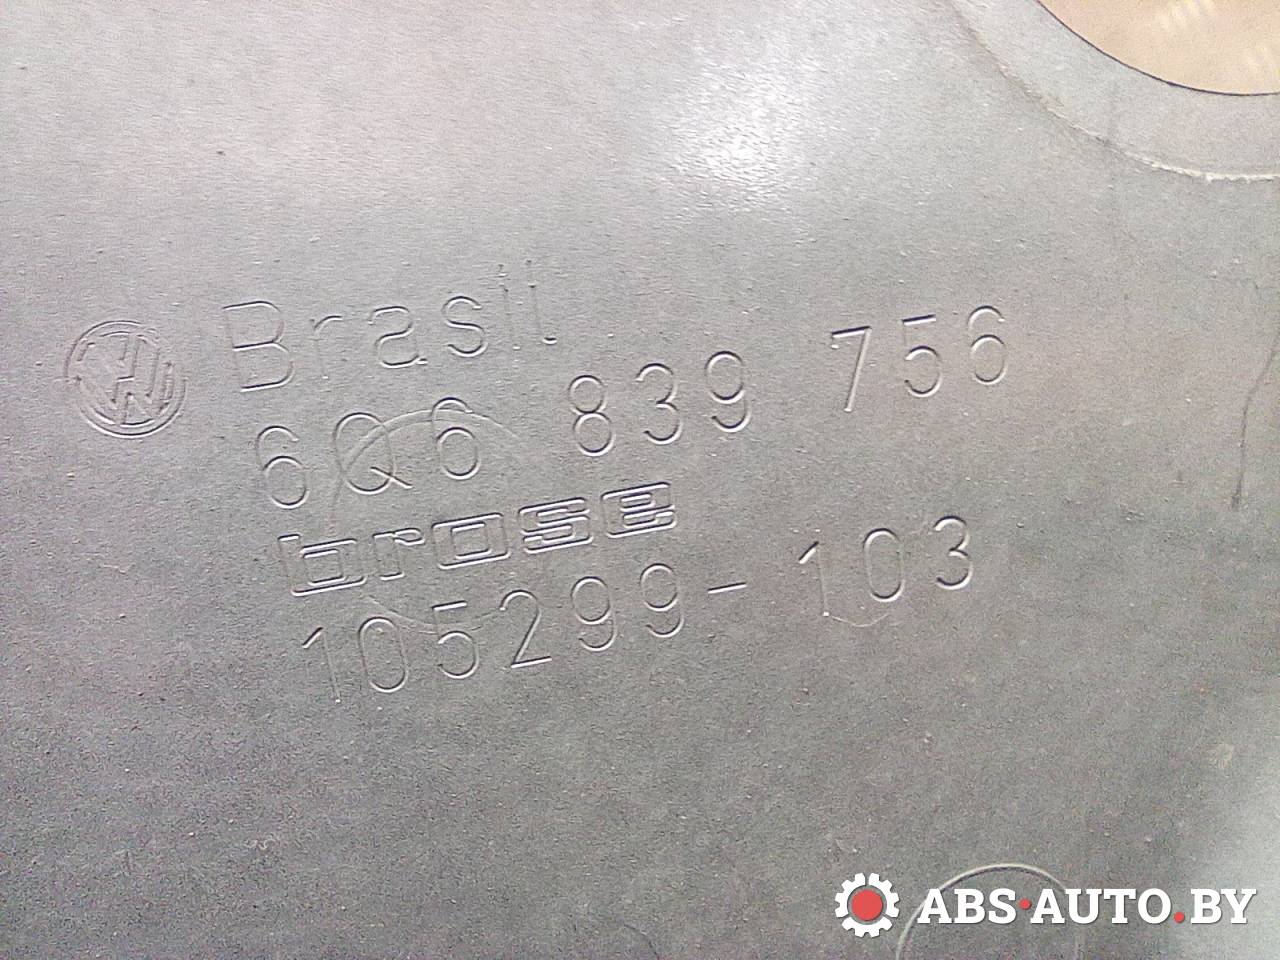 Brasil
6Q6 839 756
brose
105299-103
ABS·AUTO.BY